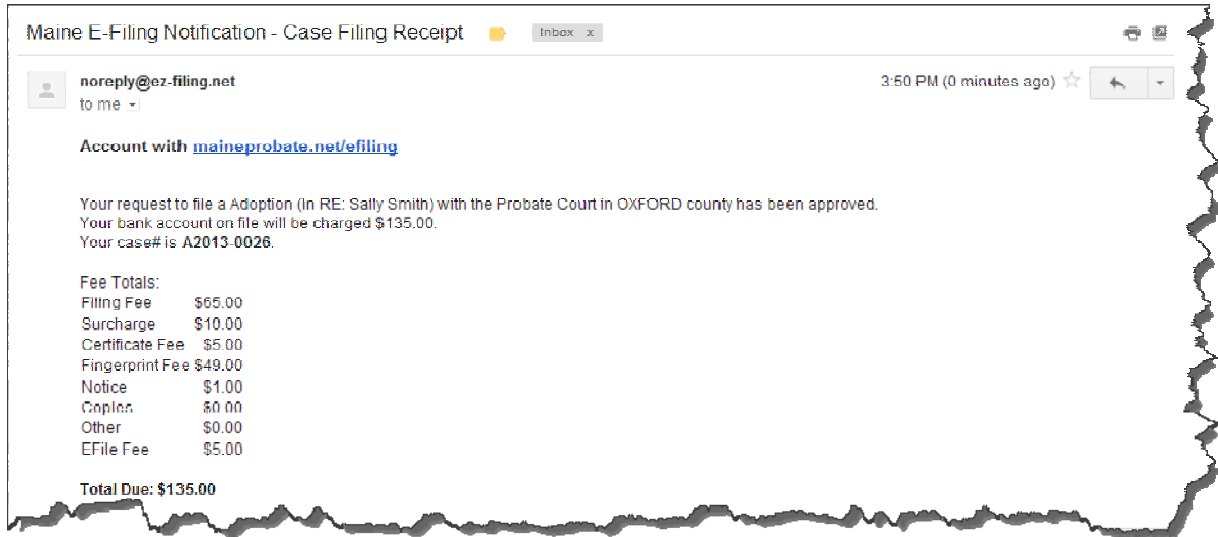 Maine E-Filing Notification - Case Filing Receipt Inbox x
noreply@ez-filing.net 3:50 PM (0 minutes ago)
to me
Account with maineprobate.net/efiling
Your request to file a Adoption (In RE: Sally Smith) with the Probate Court in OXFORD county has been approved.
Your bank account on file will be charged $135.00.
Your case# is A2013-0026.
Fee Totals:
Filing Fee $65.00
Surcharge $10.00
Certificate Fee $5.00
Fingerprint Fee $49.00
Notice $1.00
Copies $0.00
Other $0.00
EFile Fee $5.00
Total Due: $135.00